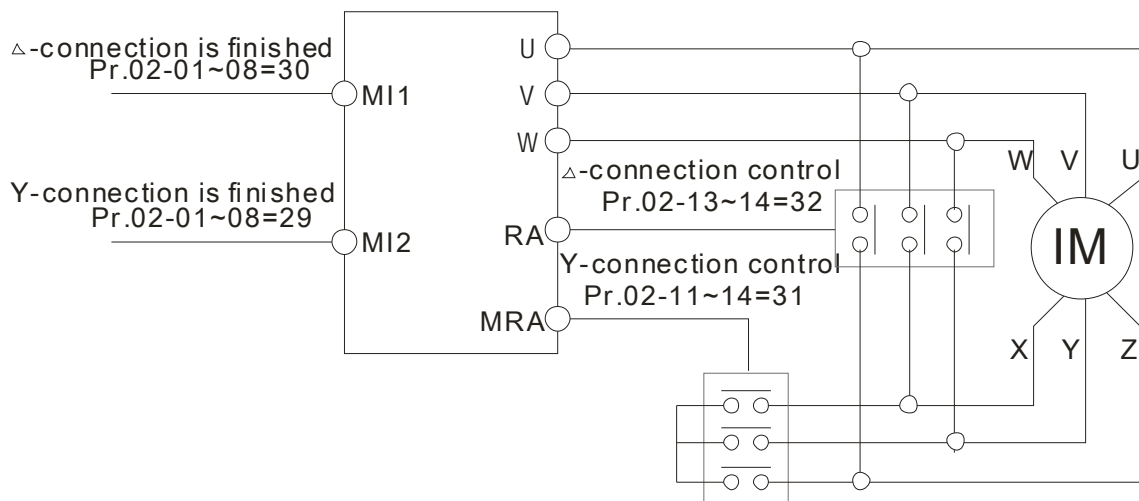 △-connection is finished
Pr.02-01~08=30
MI1
Y-connection is finished
Pr.02-01~08=29
MI2
U
V
W
RA
MRA
△-connection control
Pr.02-13~14=32
Y-connection control
Pr.02-11~14=31
W V U
IM
X Y Z